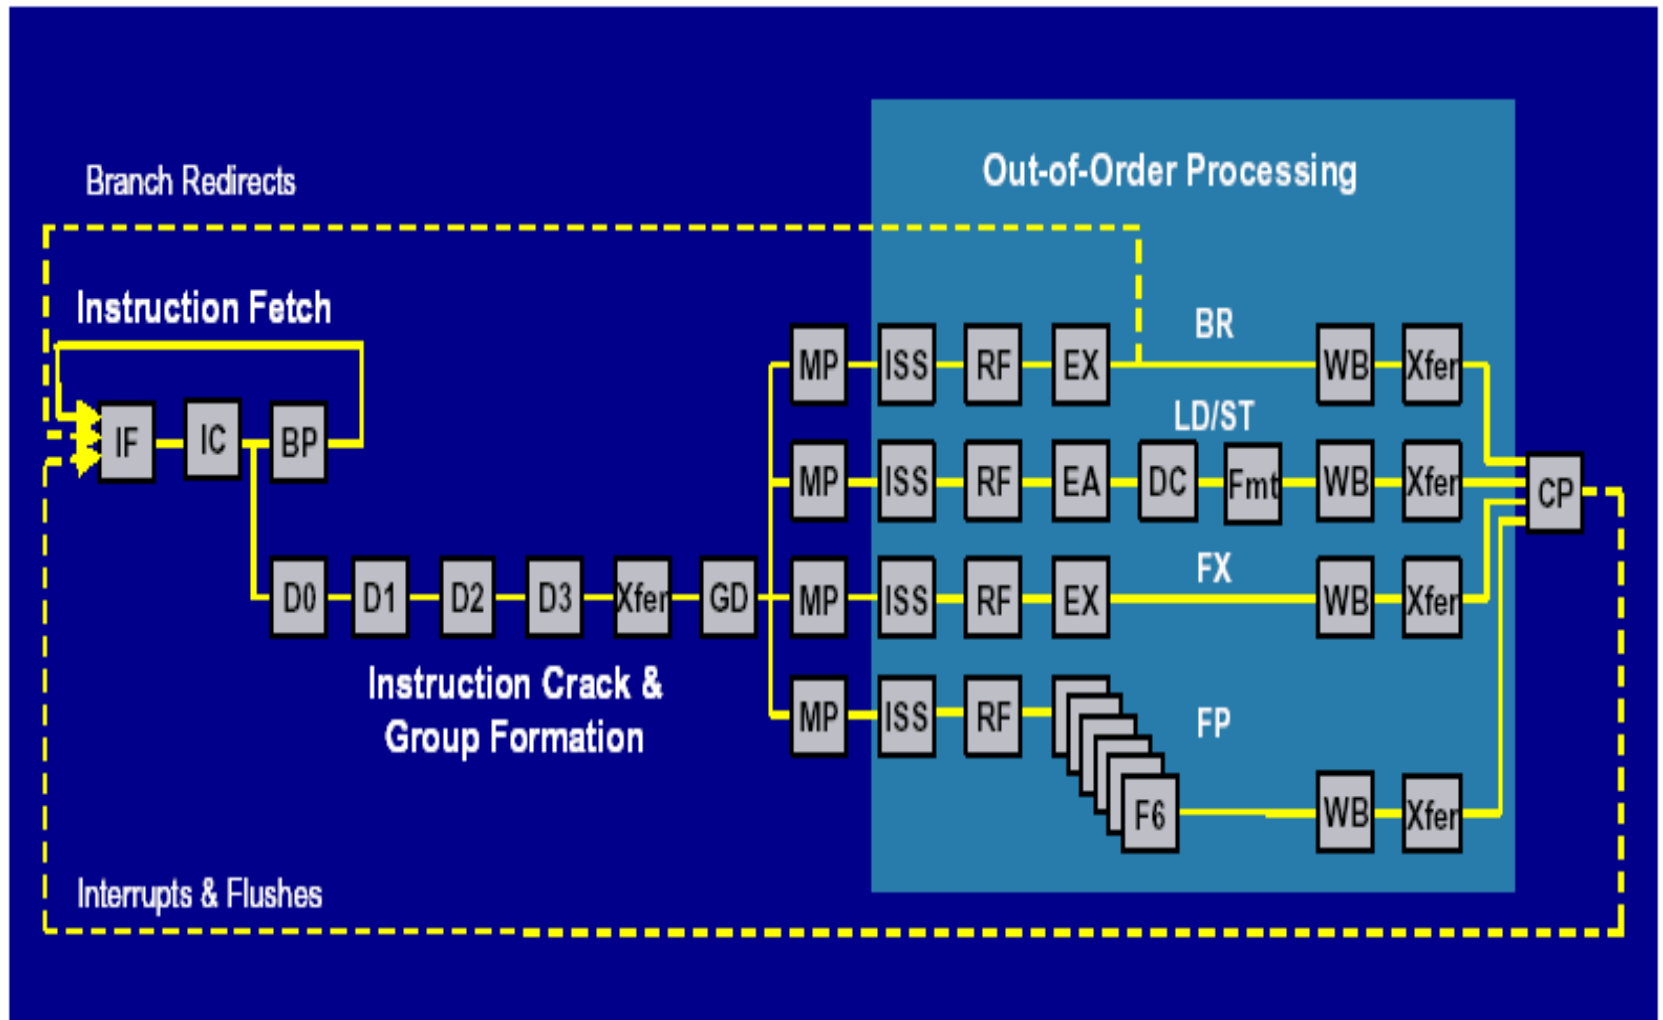 Out-of-Order Processing
Branch Redirects
Instruction Fetch
BR
MP ISS RF EX WB Xfer
LD/ST
IF IC BP
MP ISS RF EA DC Fmt WB Xfer
CP
FX
D0 D1 D2 D3 Xfer GD MP ISS RF EX WB Xfer
Instruction Crack &
Group Formation
MP ISS RF FP
F6 WB Xfer
Interrupts & Flushes